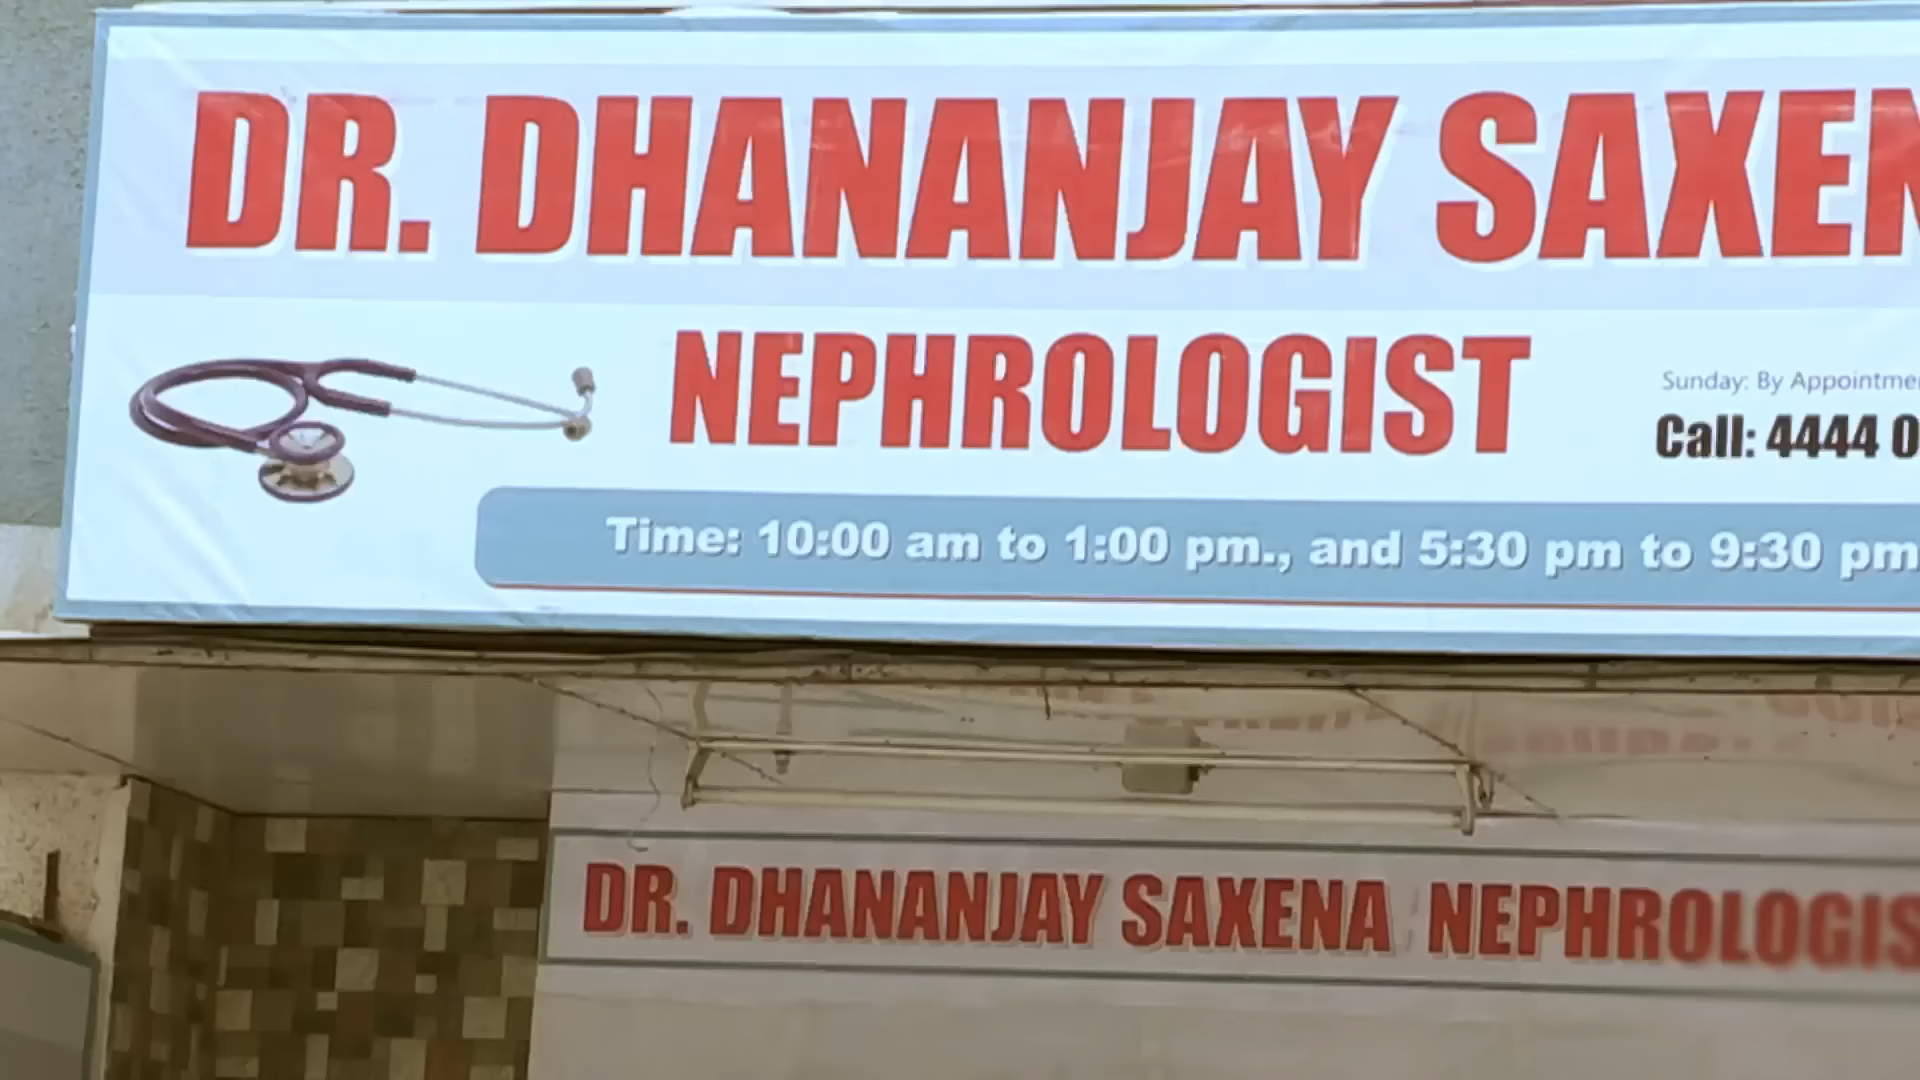 DR. DHANANJAY SAXEN
NEPHROLOGIST
Sunday: By Appointme
Call: 4444 0
Time: 10:00 am to 1:00 pm., and 5:30 pm to 9:30 pm
DR. DHANANJAY SAXENA NEPHROLOGIS